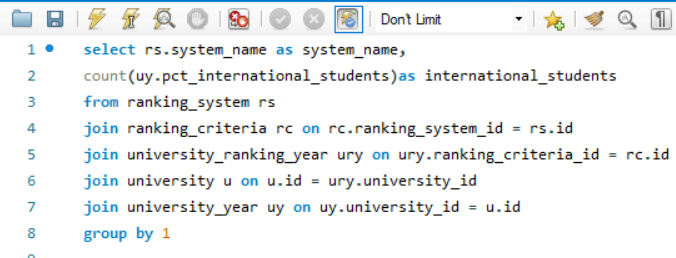 Don't Limit
1 select rs.system_name as system_name,
2 count(uy.pct_international_students)as international_students
3 from ranking_system rs
4 join ranking_criteria rc on rc.ranking_system_id = rs.id
5 join university_ranking_year ury on ury.ranking_criteria_id = rc.id
6 join university u on u.id = ury.university_id
7 join university_year uy on uy.university_id = u.id
8 group by 1